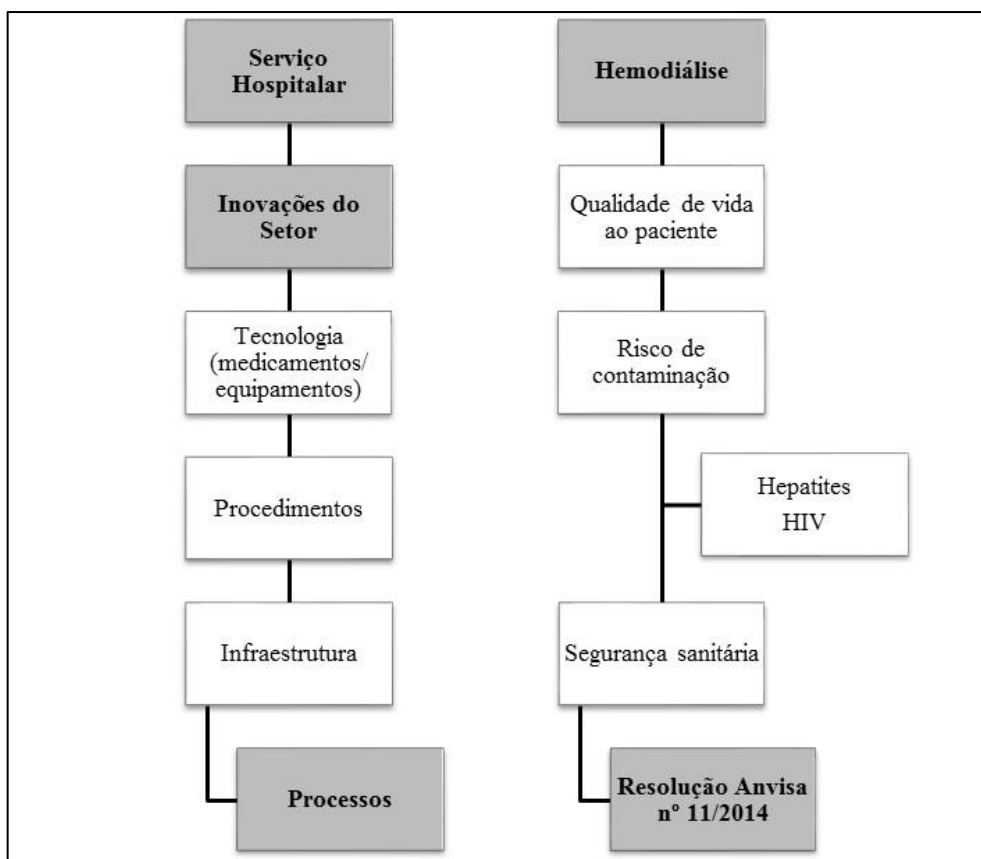 Serviço
Hospitalar
Inovações do
Setor
Tecnologia
(medicamentos/
equipamentos)
Procedimentos
Infraestrutura
Processos
Hemodiálise
Qualidade de vida
ao paciente
Risco de
contaminação
Hepatites
HIV
Segurança sanitária
Resolução Anvisa
nº 11/2014